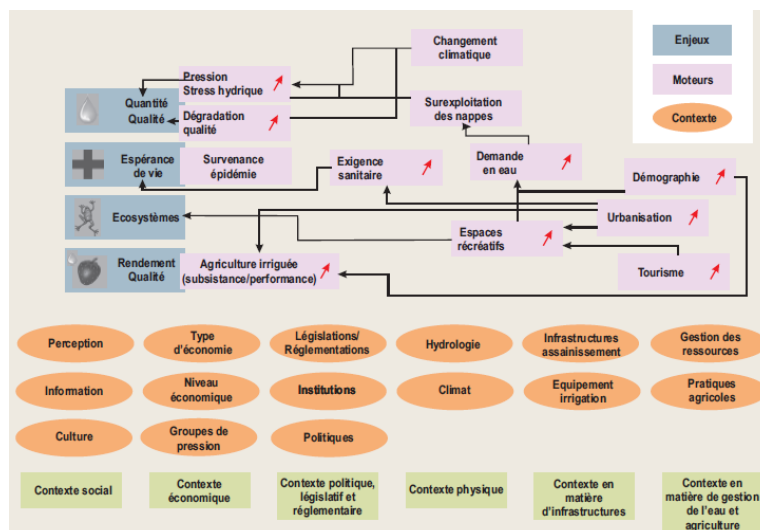 Changement
climatique
Enjeux
Moteurs
Contexte
Pression
Stress hydrique
Quantité
Qualité
Dégradation
qualité
Surexploitation
des nappes
Espérance
de vie
Survenance
épidémie
Exigence
sanitaire
Demande
en eau
Démographie
Ecosystèmes
Espaces
récréatifs
Urbanisation
Rendement
Qualité
Agriculture irriguée
(subsistance/performance)
Tourisme
Perception
Type
d'économie
Législations/
Réglementations
Hydrologie
Infrastructures
assainissement
Gestion des
ressources
Information
Niveau
économique
Institutions
Climat
Equipement
irrigation
Pratiques
agricoles
Culture
Groupes de
pression
Politiques
Contexte social
Contexte
économique
Contexte politique,
législatif et
réglementaire
Contexte physique
Contexte en
matière
d'infrastructures
Contexte en
matière de gestion
de l'eau et
agriculture